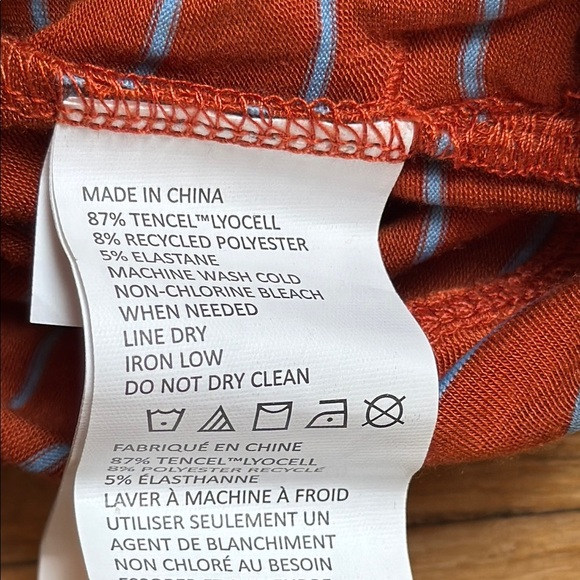 MADE IN CHINA
87% TENCEL™LYOCELL
8% RECYCLED POLYESTER
5% ELASTANE
MACHINE WASH COLD
NON-CHLORINE BLEACH
WHEN NEEDED
LINE DRY
IRON LOW
DO NOT DRY CLEAN
FABRIQUÉ EN CHINE
87% TENCEL™LYOCELL
8% POLYESTER RECYCLÉ
5% ÉLASTHANNE
LAVER À MACHINE À FROID
UTILISER SEULEMENT UN
AGENT DE BLANCHIMENT
NON CHLORÉ AU BESOIN